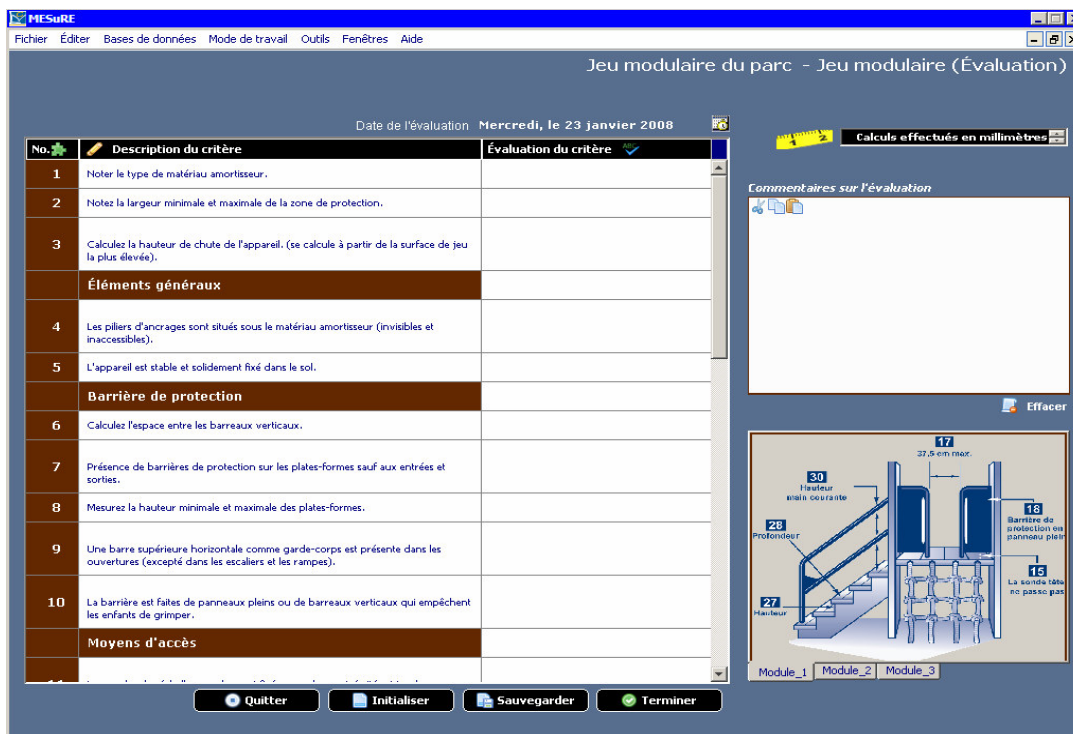 MESuRE
Fichier Éditer Bases de données Mode de travail Outils Fenêtres Aide
Jeu modulaire du parc - Jeu modulaire (Évaluation)
Date de l'évaluation Mercredi, le 23 janvier 2008
Calculs effectués en millimètres
No. Description du critère Évaluation du critère
1 Noter le type de matériau amortisseur.
2 Notez la largeur minimale et maximale de la zone de protection.
3 Calculez la hauteur de chute de l'appareil. (se calcule à partir de la surface de jeu
la plus élevée).
Éléments généraux
4 Les piliers d'ancrages sont situés sous le matériau amortisseur (invisibles et
inaccessibles).
5 L'appareil est stable et solidement fixé dans le sol.
Barrière de protection
6 Calculez l'espace entre les barreaux verticaux.
7 Présence de barrières de protection sur les plates-formes sauf aux entrées et
sorties.
8 Mesurez la hauteur minimale et maximale des plates-formes.
9 Une barre supérieure horizontale comme garde-corps est présente dans les
ouvertures (excepté dans les escaliers et les rampes).
10 La barrière est faites de panneaux pleins ou de barreaux verticaux qui empêchent
les enfants de grimper.
Moyens d'accès
Quitter Initialiser Sauvegarder Terminer
Commentaires sur l'évaluation
Effacer
17
37,5 cm max.
30
Hauteur
main courante
28
Profondeur
27
Hauteur
18
Barrière de
protection en
panneau plein
15
La sonde tête
ne passe pas
Module_1 Module_2 Module_3